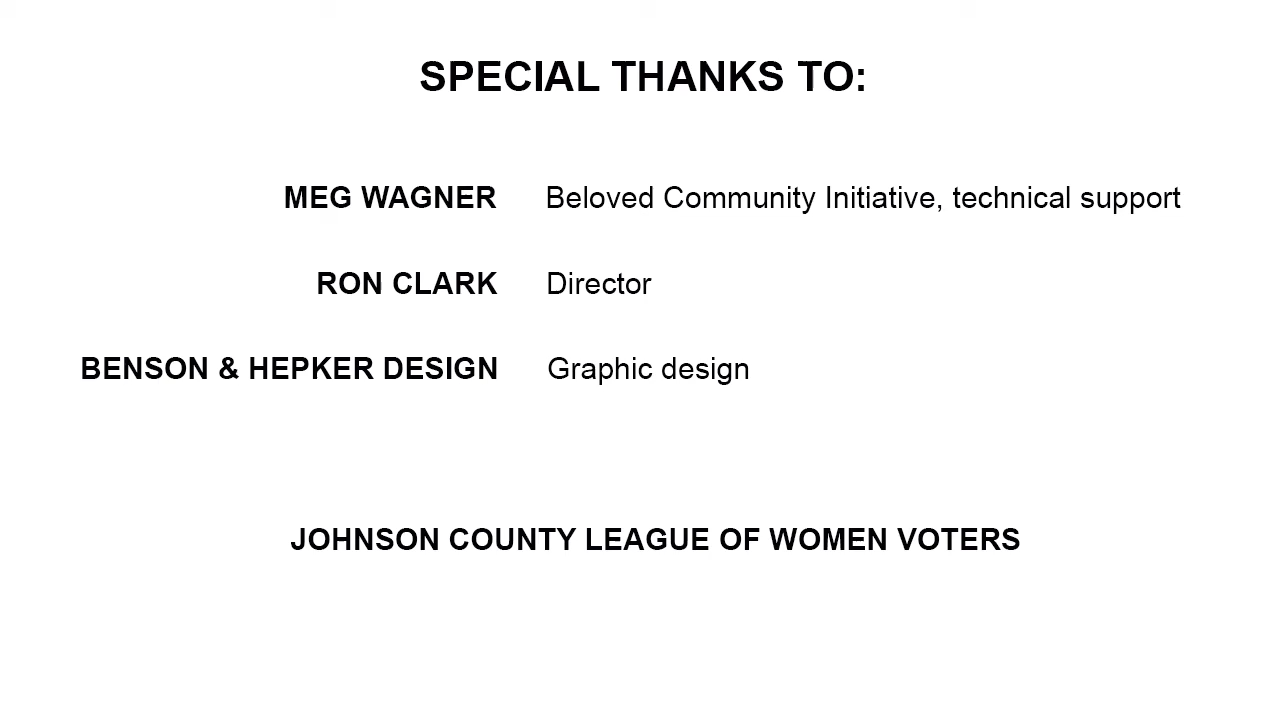 SPECIAL THANKS TO:
MEG WAGNER Beloved Community Initiative, technical support
RON CLARK Director
BENSON & HEPKER DESIGN Graphic design
JOHNSON COUNTY LEAGUE OF WOMEN VOTERS